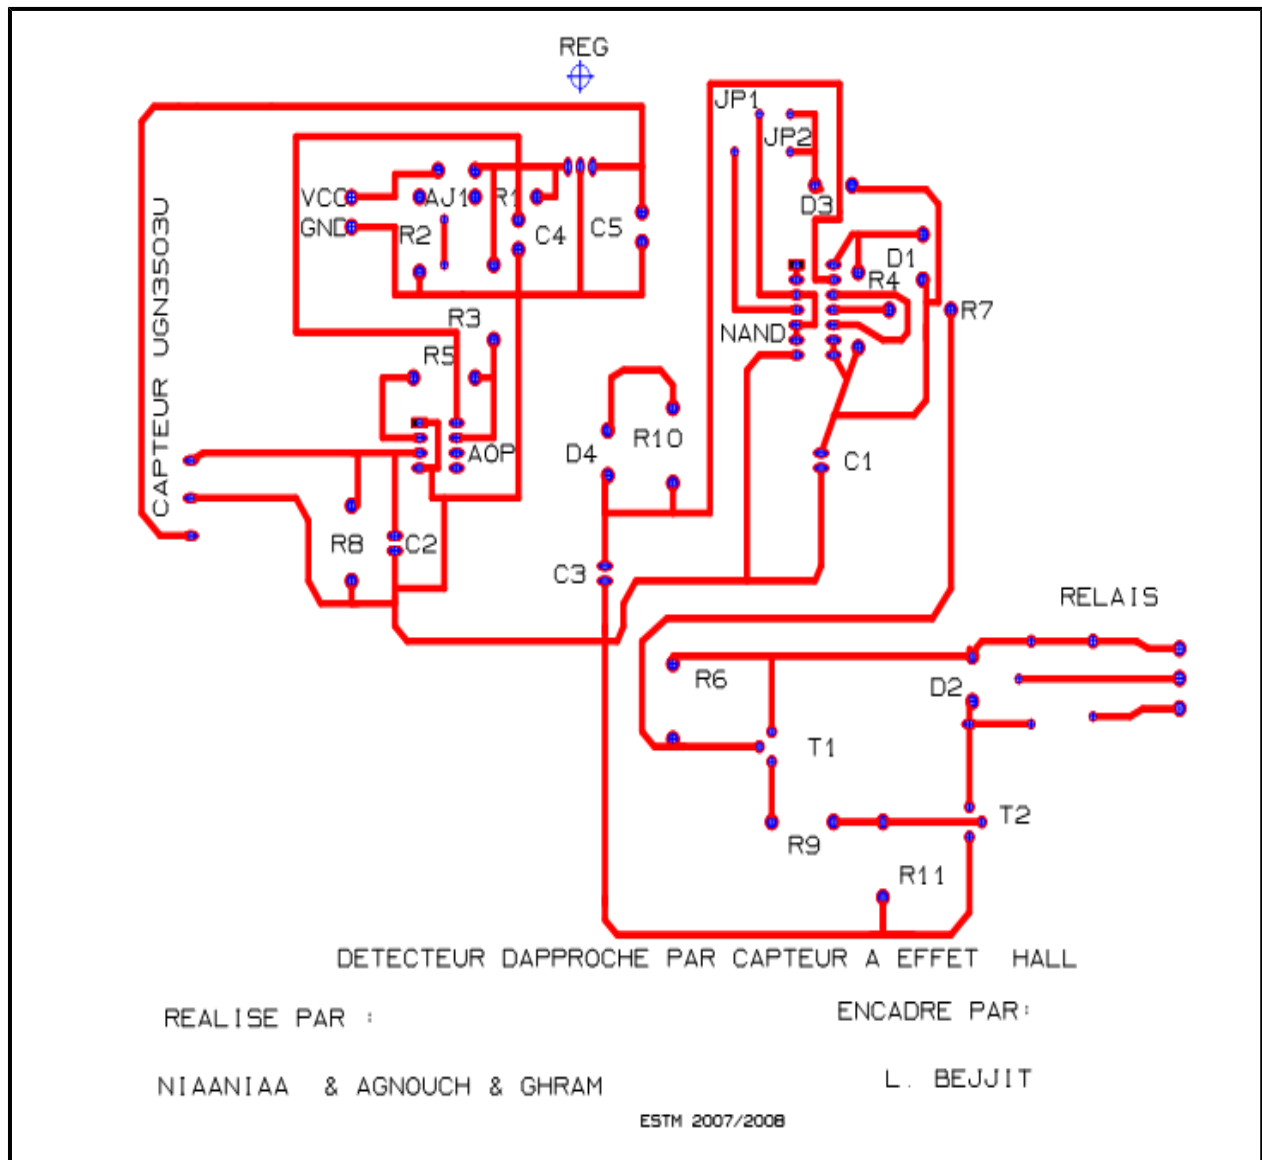 REG
JP1
JP2
VCC
AJ1
R1
D3
GND
R2
C4
C5
D1
R4
CAPTEUR UGN3503U
R3
R7
NAND
R5
AOP
D4
R10
C1
R8
C2
C3
RELAIS
R6
D2
T1
T2
R9
R11
DETECTEUR DAPPROCHE PAR CAPTEUR A EFFET HALL
REALISE PAR :
ENCADRE PAR:
NIAANIAA & AGNOUCH & GHRAM
L. BEJJIT
ESTM 2007/2008